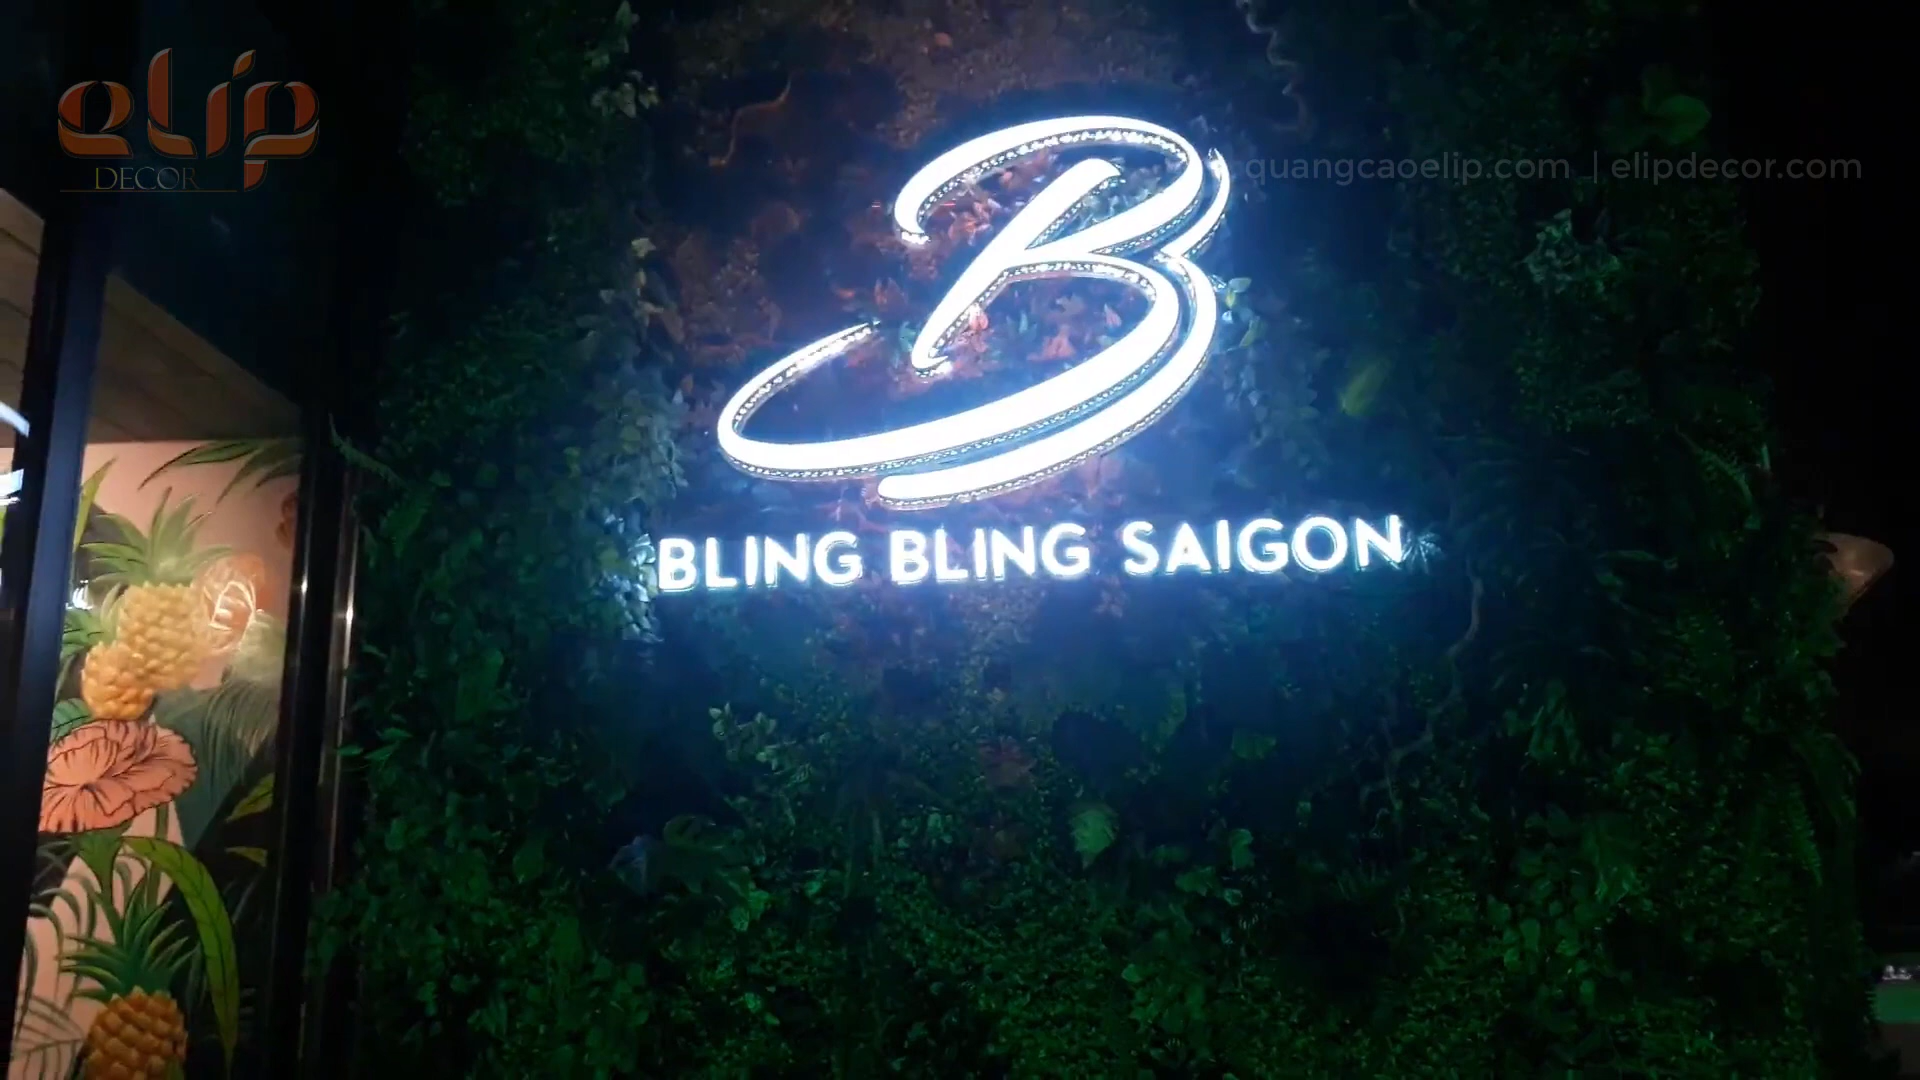 elip
DECOR
quangcaoelip.com | elipdecor.com
B
BLING BLING SAIGON